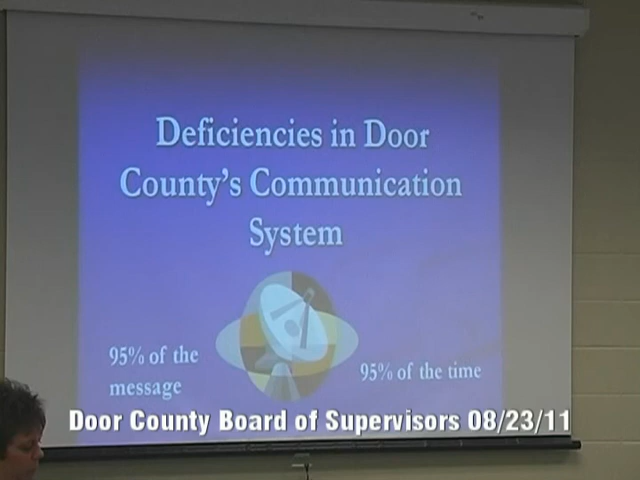 Deficiencies in Door
County's Communication
System
95% of the
message
95% of the time
Door County Board of Supervisors 08/23/11